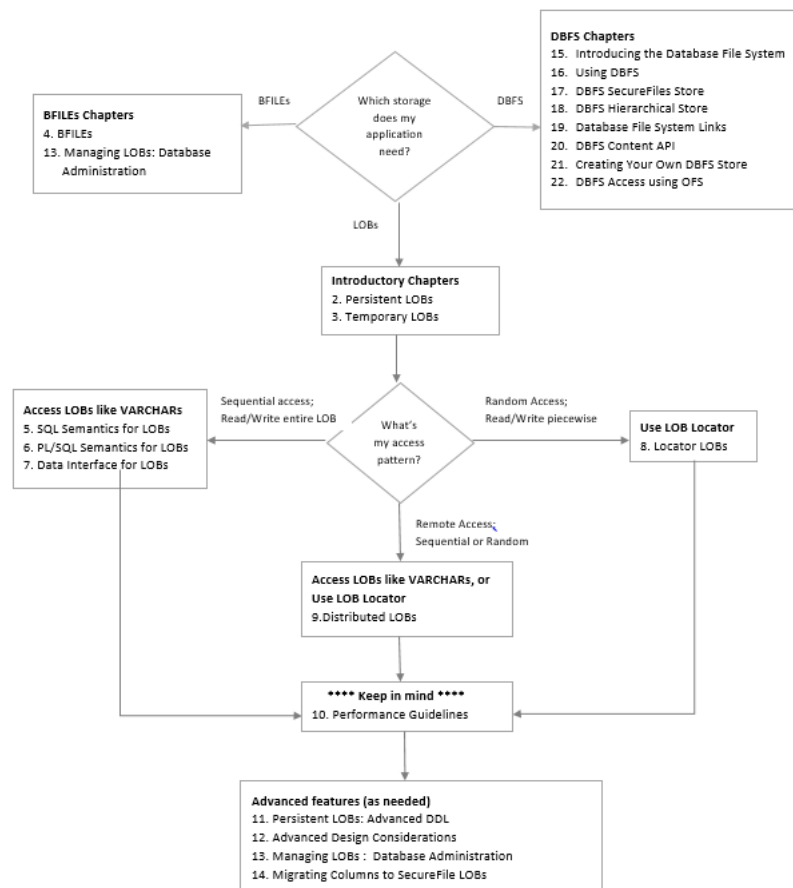 DBFS Chapters
15. Introducing the Database File System
16. Using DBFS
17. DBFS SecureFiles Store
18. DBFS Hierarchical Store
19. Database File System Links
20. DBFS Content API
21. Creating Your Own DBFS Store
22. DBFS Access using OFS
BFILEs Chapters
4. BFILEs
13. Managing LOBs: Database
Administration
BFILEs
Which storage
does my
application
need?
DBFS
LOBs
Introductory Chapters
2. Persistent LOBs
3. Temporary LOBs
Access LOBs like VARCHARs
5. SQL Semantics for LOBs
6. PL/SQL Semantics for LOBs
7. Data Interface for LOBs
Sequential access;
Read/Write entire LOB
What's
my access
pattern?
Random Access;
Read/Write piecewise
Use LOB Locator
8. Locator LOBs
Remote Access;
Sequential or Random
Access LOBs like VARCHARs, or
Use LOB Locator
9.Distributed LOBs
**** Keep in mind ****
10. Performance Guidelines
Advanced features (as needed)
11. Persistent LOBs: Advanced DDL
12. Advanced Design Considerations
13. Managing LOBs : Database Administration
14. Migrating Columns to SecureFile LOBs